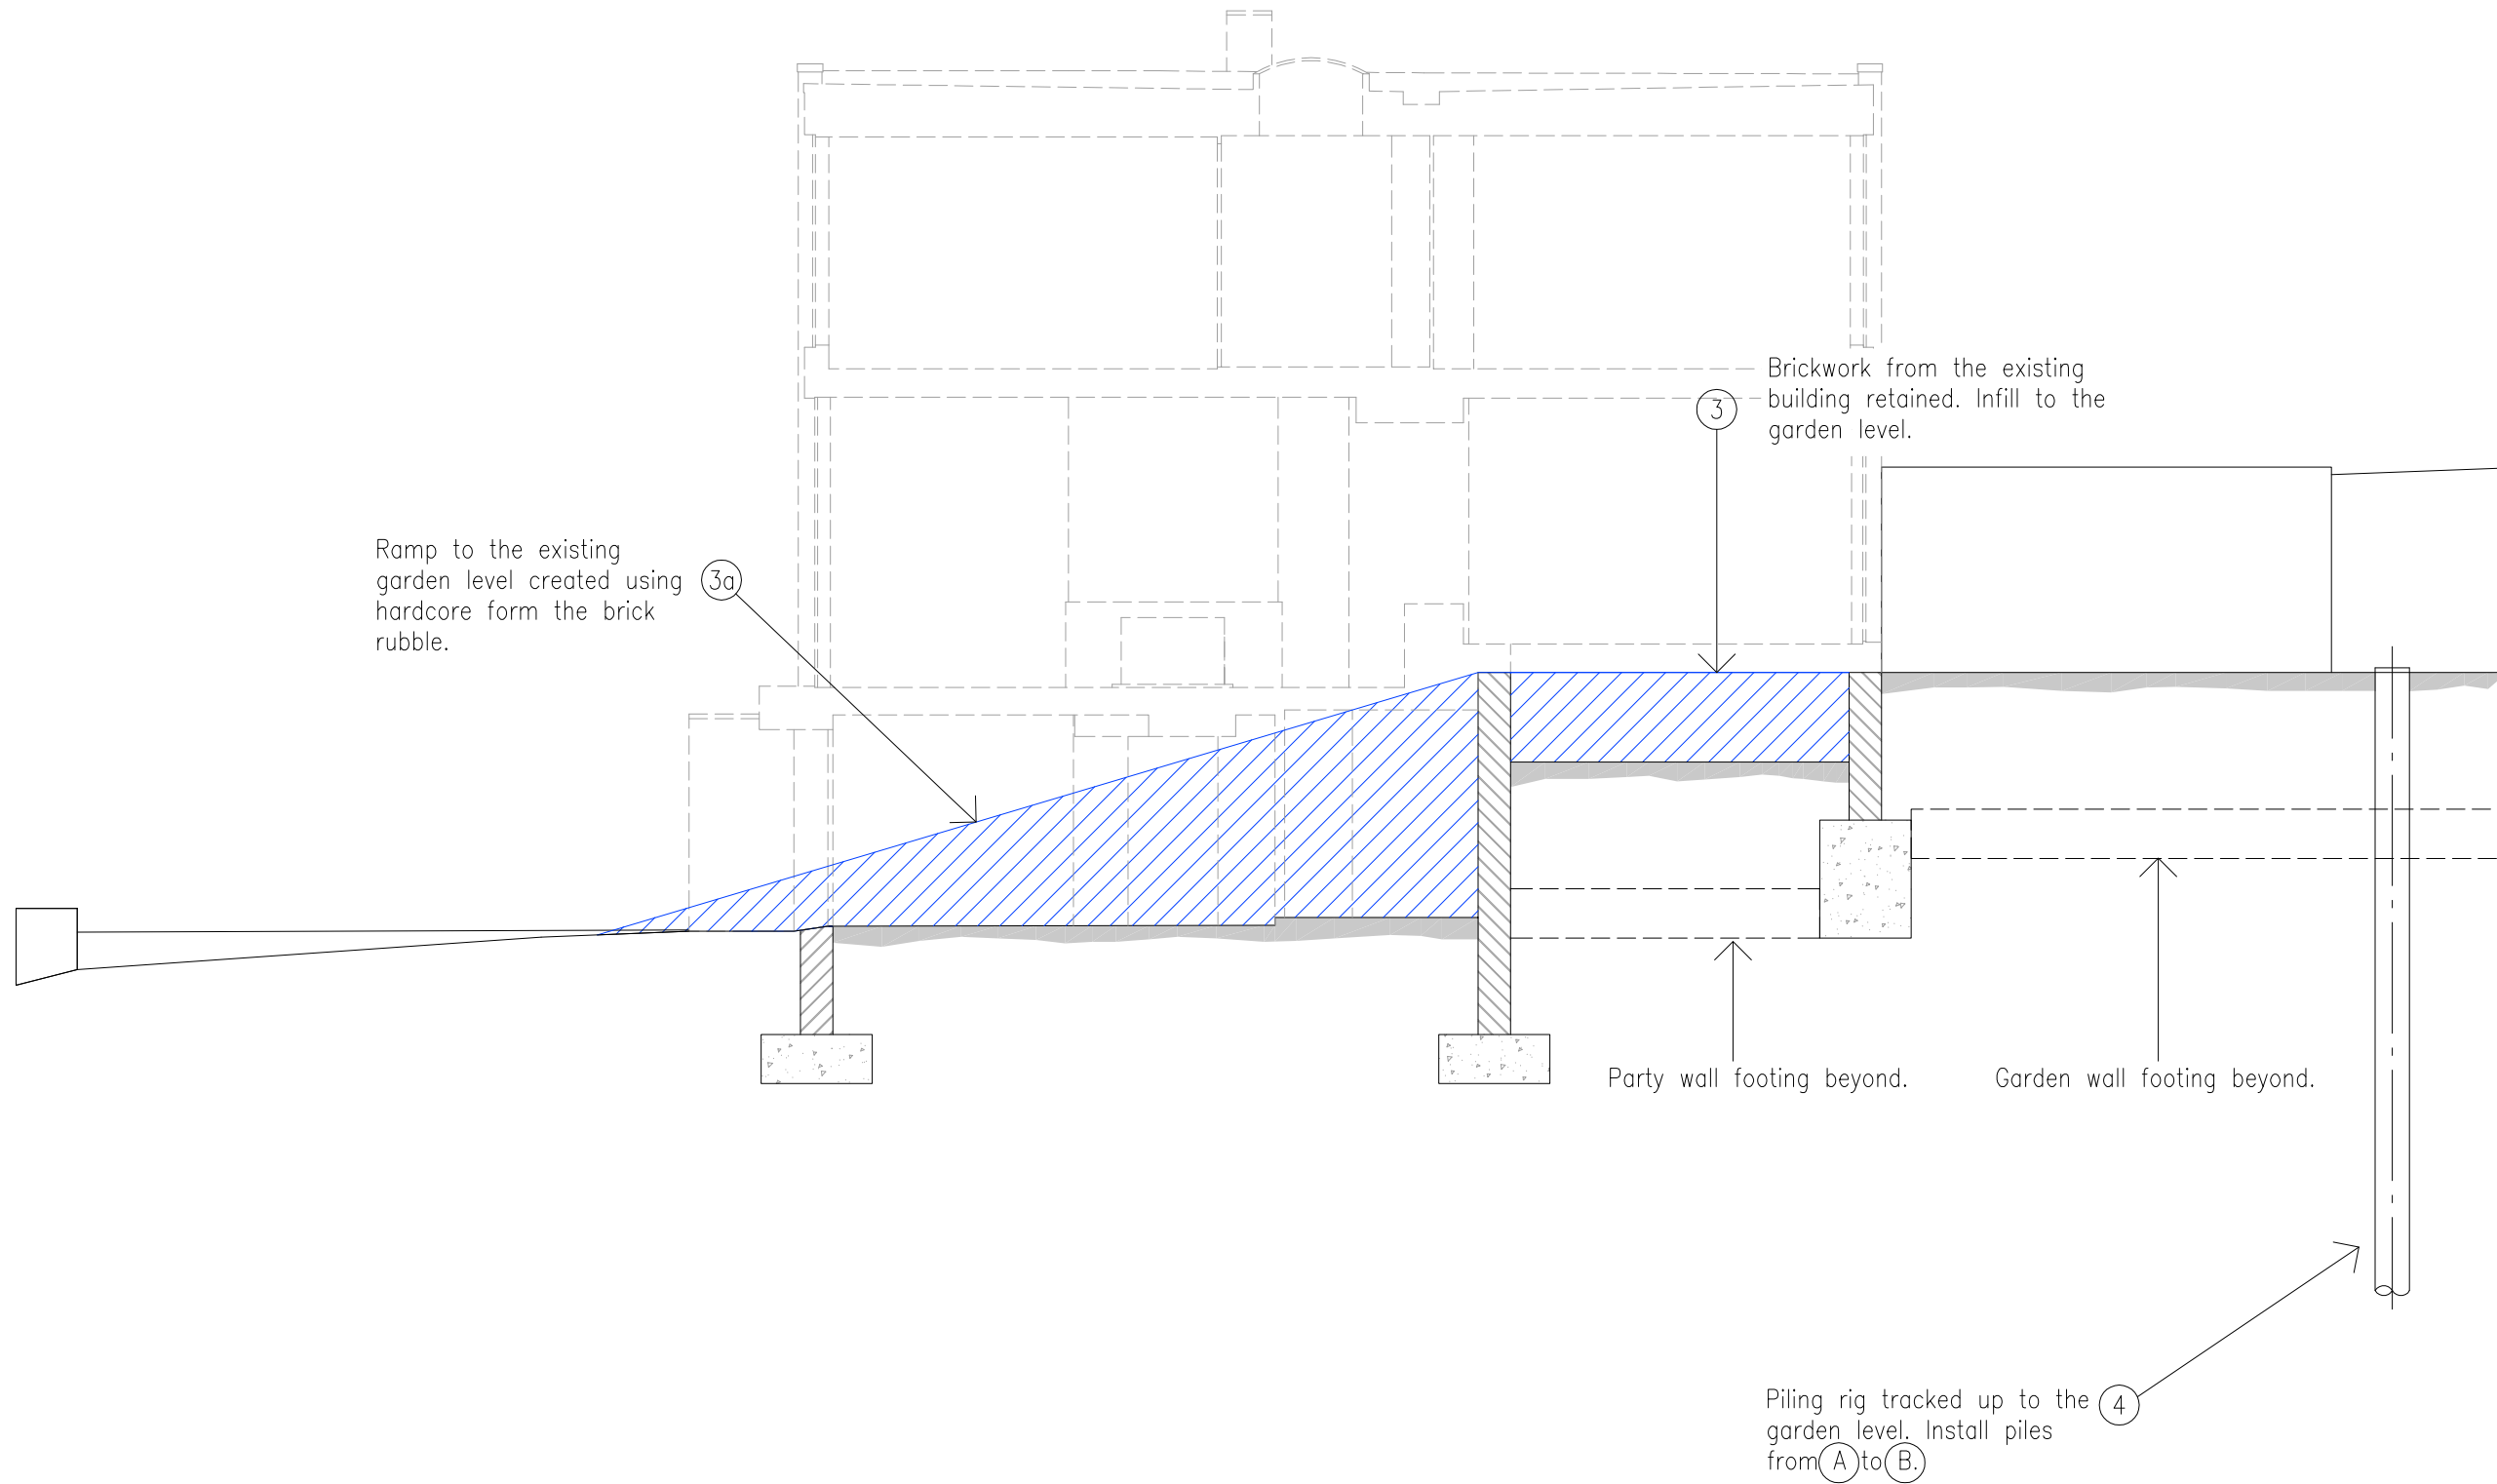 Brickwork from the existing
building retained. Infill to the
garden level.
3
Ramp to the existing
garden level created using
hardcore form the brick
rubble.
3a
Party wall footing beyond.
Garden wall footing beyond.
Piling rig tracked up to the
garden level. Install piles
from A to B.
4